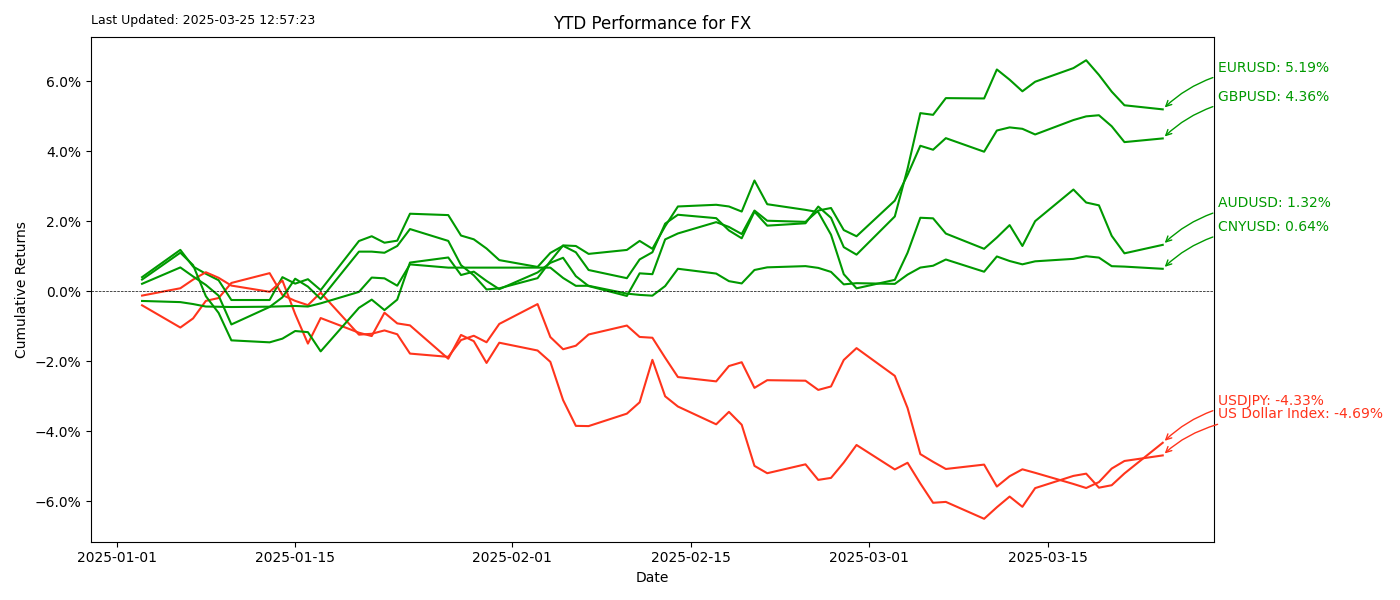 Last Updated: 2025-03-25 12:57:23
YTD Performance for FX
Cumulative Returns
6.0%
4.0%
2.0%
0.0%
−2.0%
−4.0%
−6.0%
EURUSD: 5.19%
GBPUSD: 4.36%
AUDUSD: 1.32%
CNYUSD: 0.64%
USDJPY: -4.33%
US Dollar Index: -4.69%
2025-01-01
2025-01-15
2025-02-01
2025-02-15
2025-03-01
2025-03-15
Date